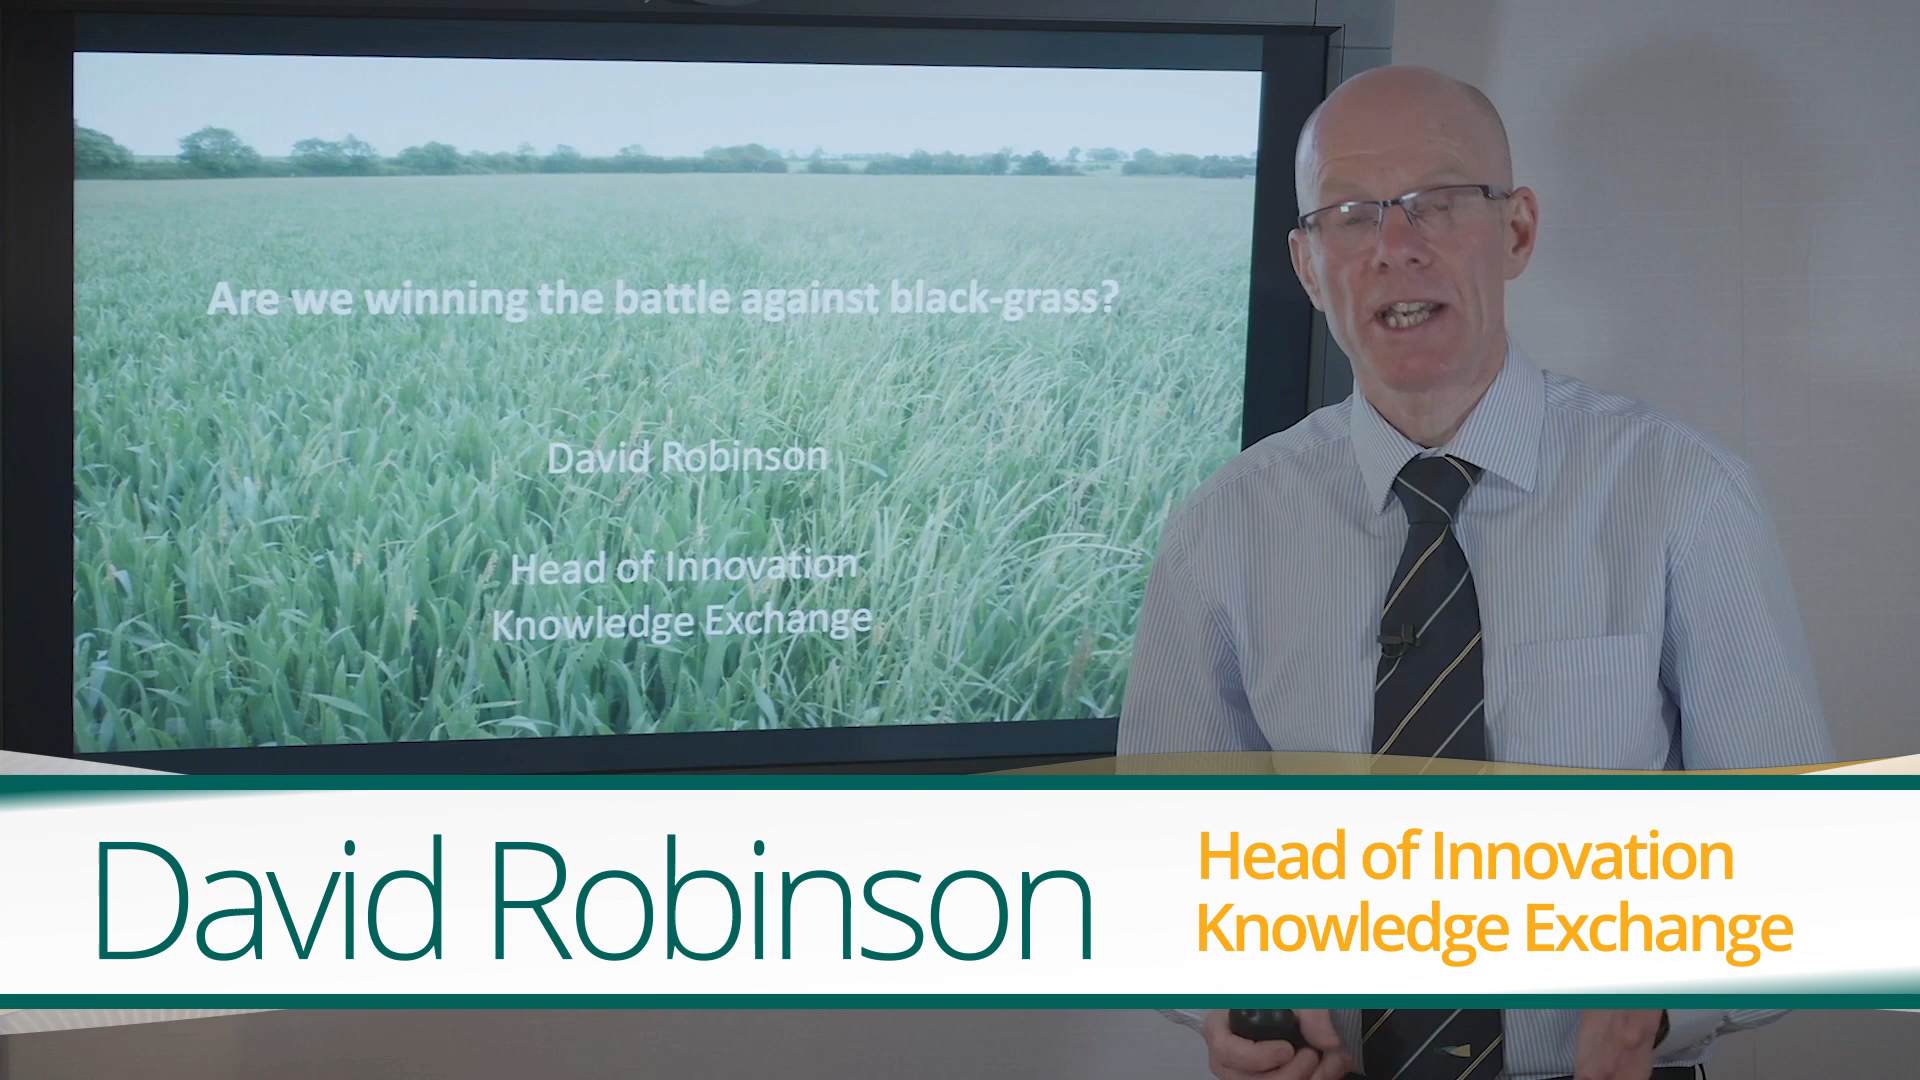 Are we winning the battle against black-grass?
David Robinson
Head of Innovation
Knowledge Exchange
David Robinson
Head of Innovation
Knowledge Exchange